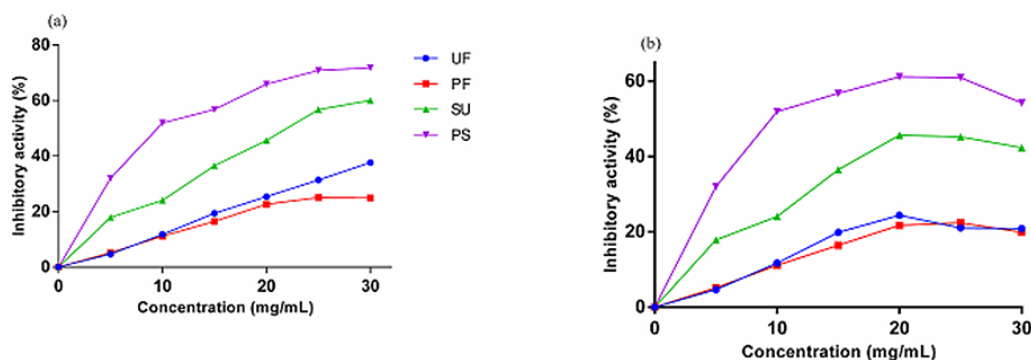 (a)
80
60
40
20
0
Inhibitory activity (%)
0 10 20 30
Concentration (mg/mL)
UF
PF
SU
PS
(b)
60
40
20
0
Inhibitory activity (%)
0 10 20 30
Concentration (mg/mL)